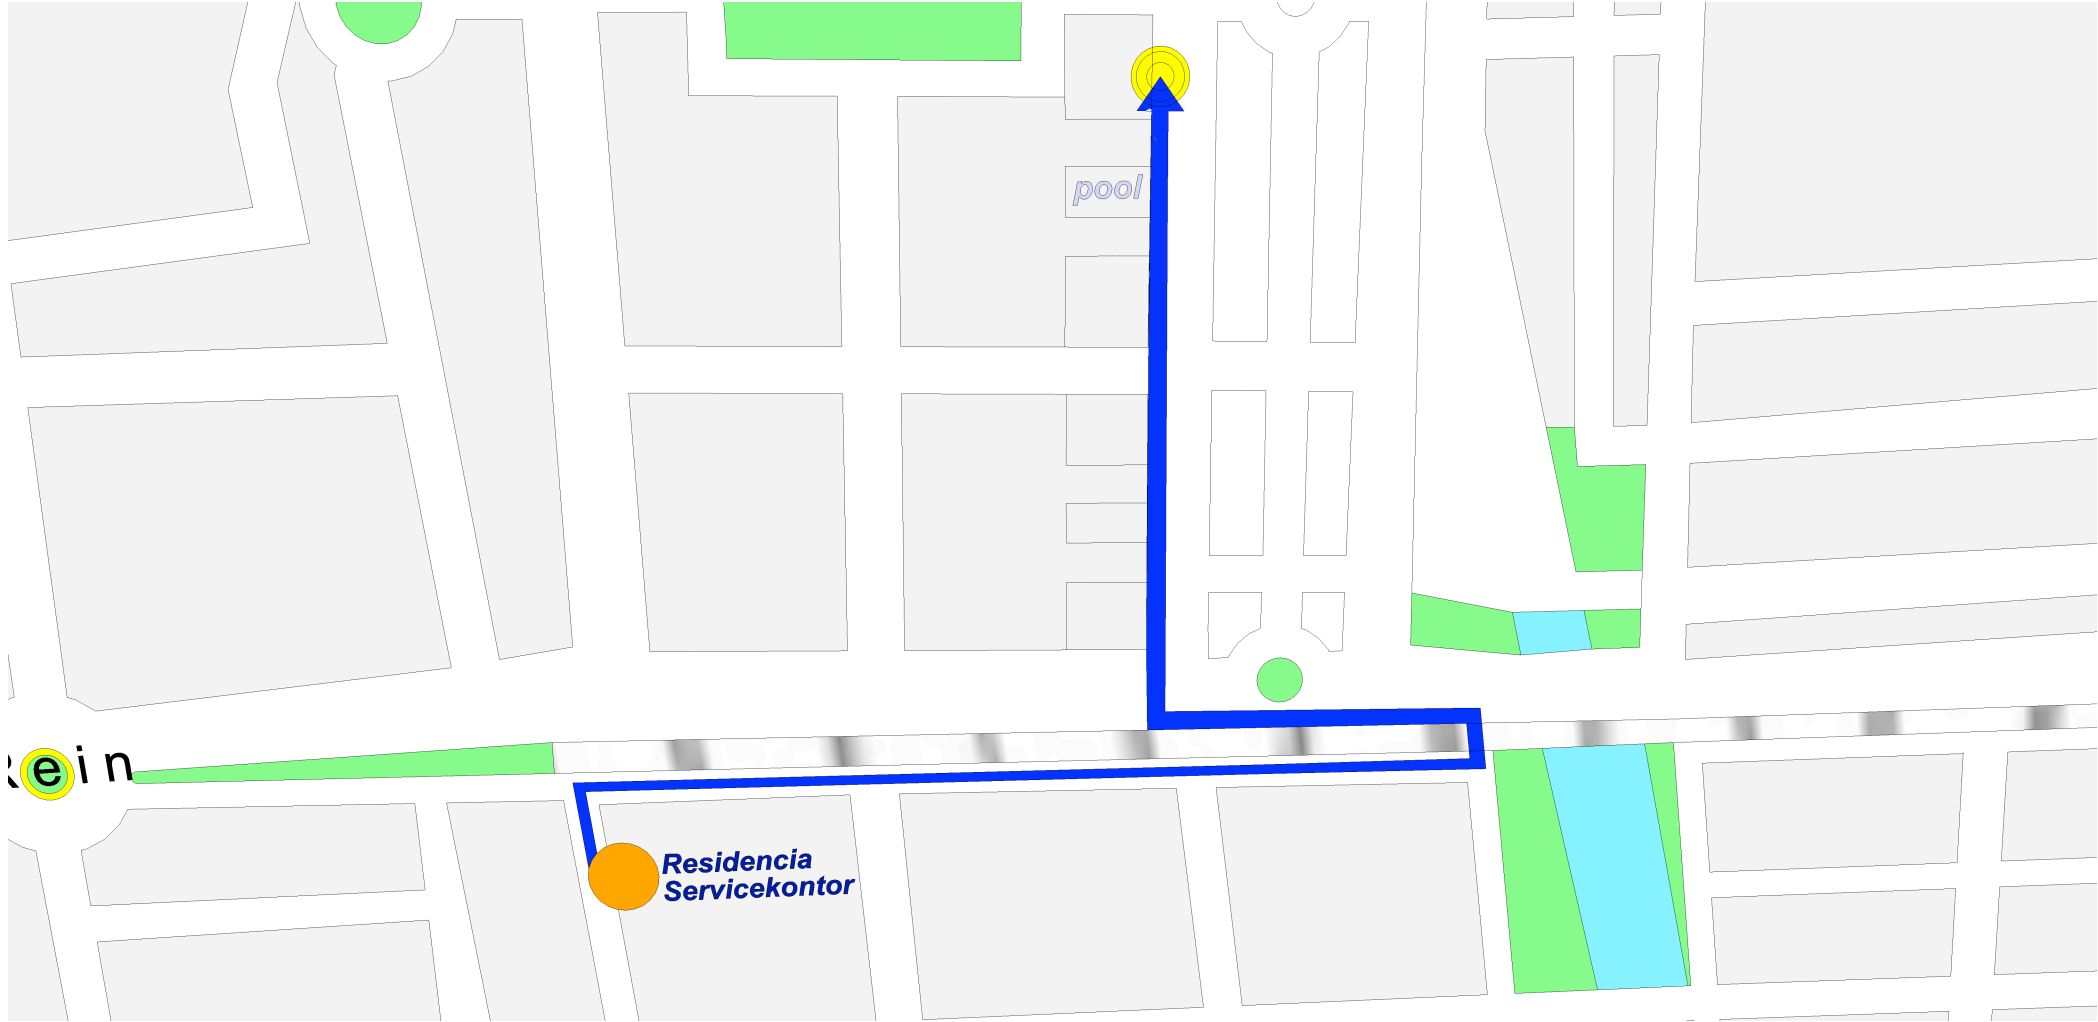 pool
ein
Residencia
Servicekontor